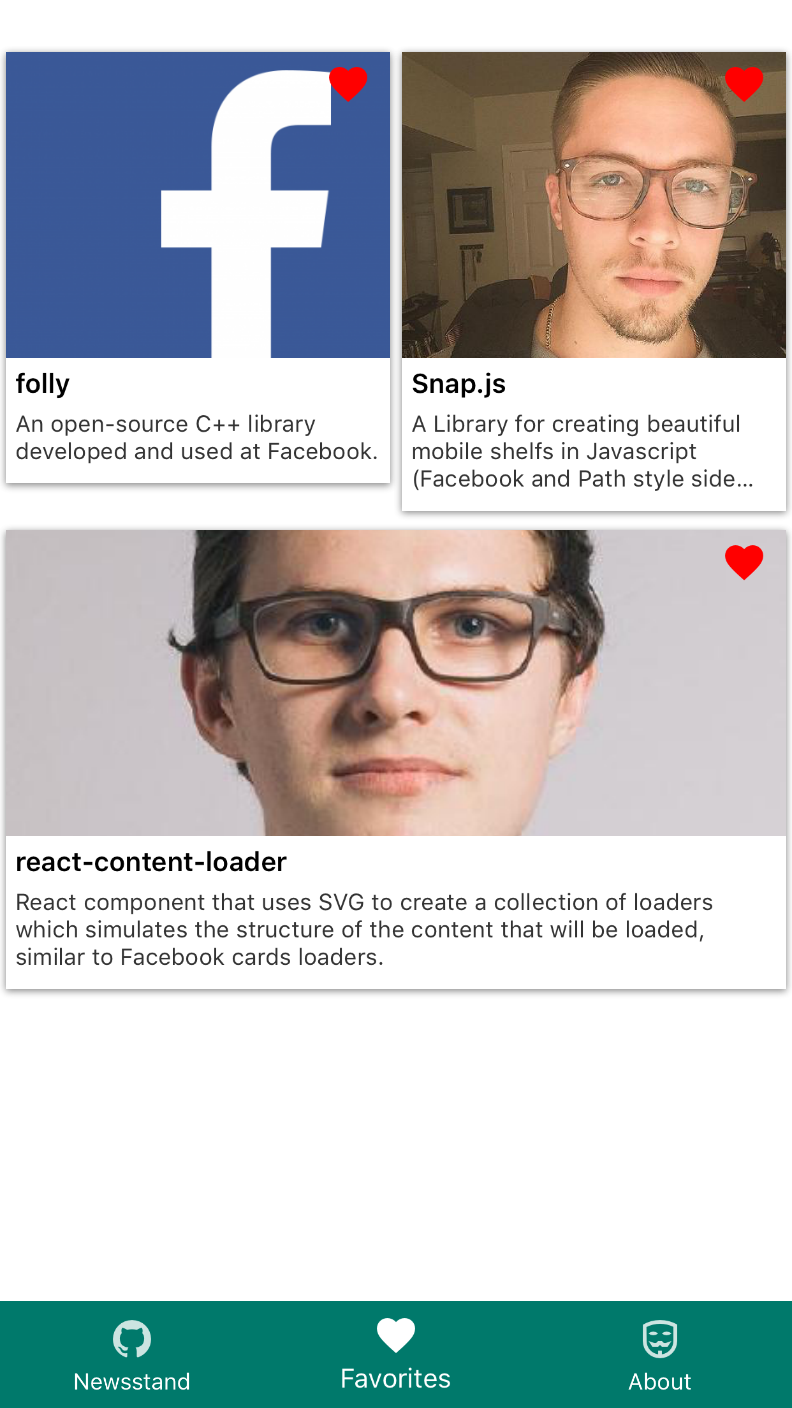 folly
An open-source C++ library
developed and used at Facebook.
Snap.js
A Library for creating beautiful
mobile shelfs in Javascript
(Facebook and Path style side...
react-content-loader
React component that uses SVG to create a collection of loaders
which simulates the structure of the content that will be loaded,
similar to Facebook cards loaders.
Newsstand
Favorites
About